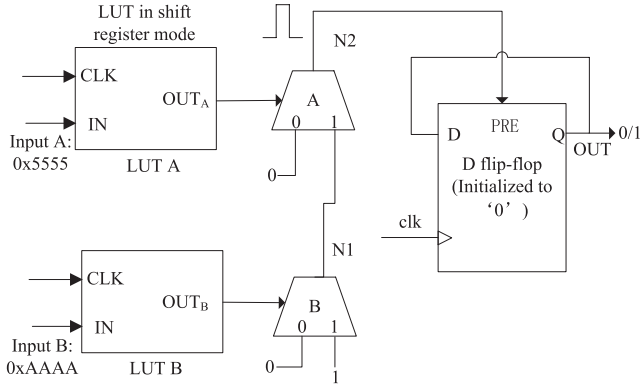 LUT in shift
register mode
CLK
OUTA
IN
Input A:
0x5555
LUT A
N2
A
0 1
0
PRE
D
Q
0/1
OUT
D flip-flop
(Initialized to
‘0’ )
clk
N1
CLK
OUTB
IN
Input B:
0xAAAA
LUT B
B
0 1
0
1